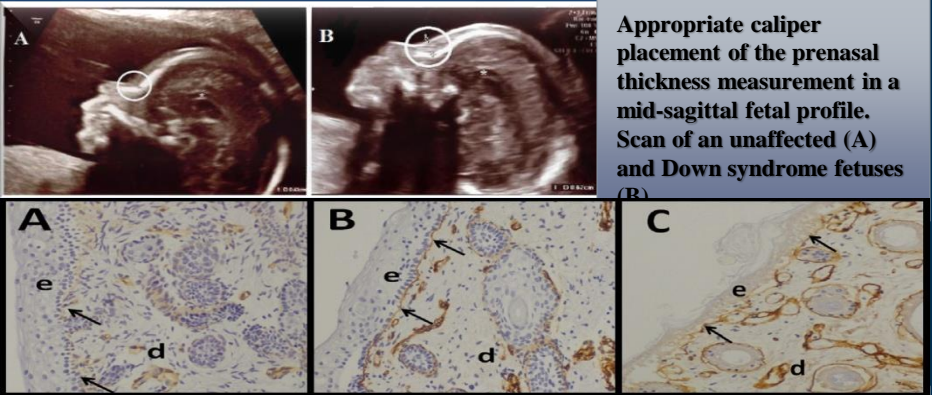 A
B
Appropriate caliper
placement of the prenasal
thickness measurement in a
mid-sagittal fetal profile.
Scan of an unaffected (A)
and Down syndrome fetuses
(B)
A
e
d
B
e
d
C
e
d